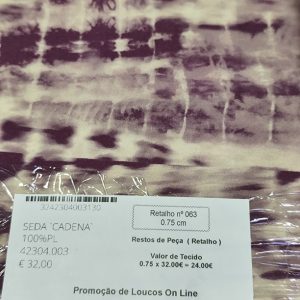 3242304003130
SEDA ´CADENA`
100%PL
42304.003
€ 32,00
Retalho nº 063
0.75 cm
Restos de Peça ( Retalho )
Valor de Tecido
0.75 x 32.00€ = 24.00€
Promoção de Loucos On Line